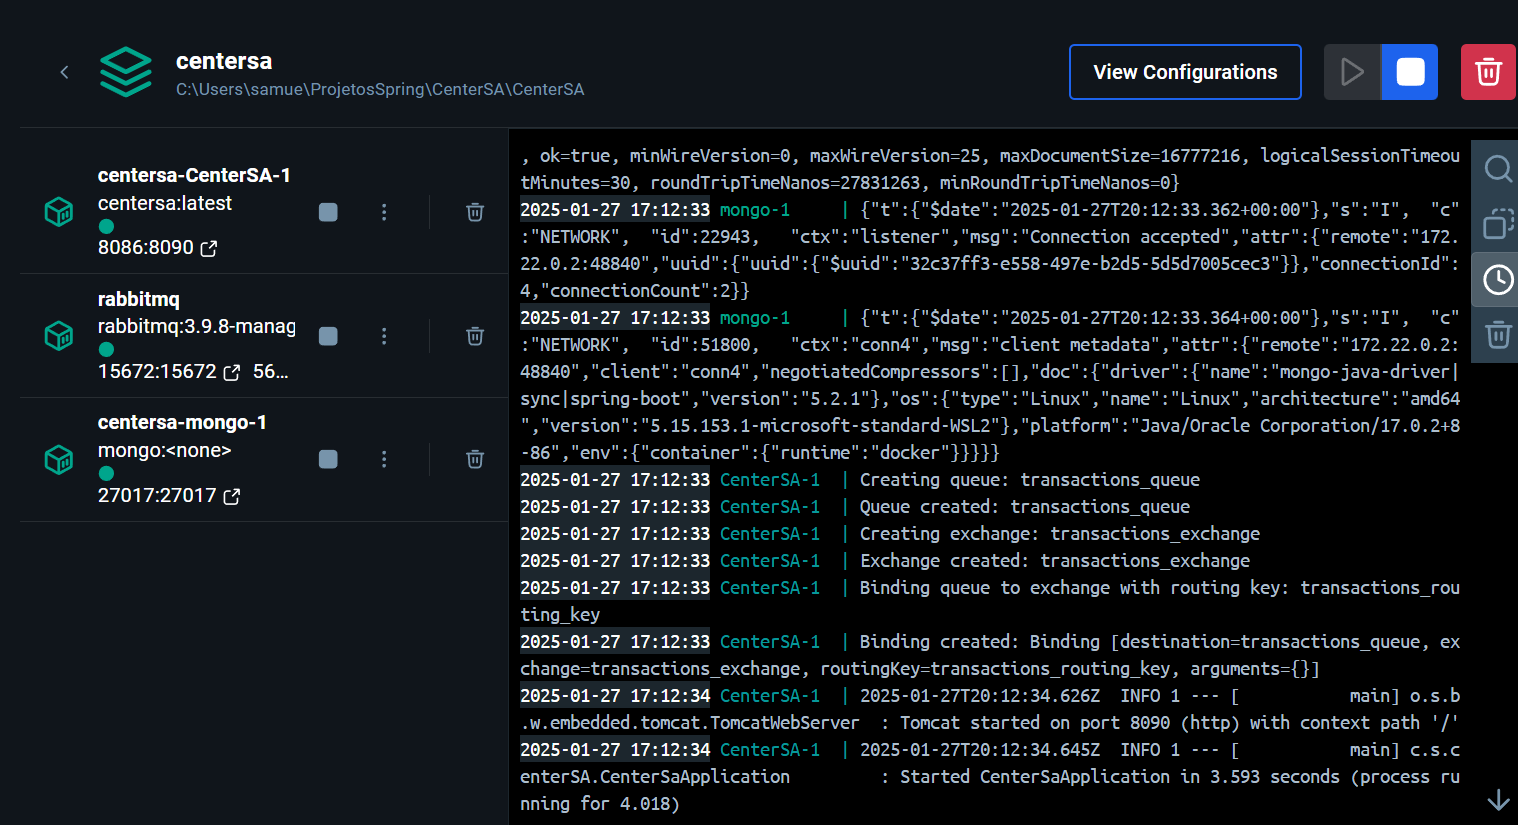 centersa
C:\Users\samue\ProjetosSpring\CenterSA\CenterSA
View Configurations
centersa-CenterSA-1
centersa:latest
8086:8090
rabbitmq
rabbitmq:3.9.8-manag
15672:15672 56...
centersa-mongo-1
mongo:<none>
27017:27017
, ok=true, minWireVersion=0, maxWireVersion=25, maxDocumentSize=16777216, logicalSessionTimeou
tMinutes=30, roundTripTimeNanos=27831263, minRoundTripTimeNanos=0}
2025-01-27 17:12:33 mongo-1 | {"t":{"$date":"2025-01-27T20:12:33.362+00:00"},"s":"I", "c"
:"NETWORK", "id":22943, "ctx":"listener","msg":"Connection accepted","attr":{"remote":"172.
22.0.2:48840","uuid":{"uuid":{"$uuid":"32c37ff3-e558-497e-b2d5-5d5d7005cec3"}},"connectionId":
4,"connectionCount":2}}
2025-01-27 17:12:33 mongo-1 | {"t":{"$date":"2025-01-27T20:12:33.364+00:00"},"s":"I", "c"
:"NETWORK", "id":51800, "ctx":"conn4","msg":"client metadata","attr":{"remote":"172.22.0.2:
48840","client":"conn4","negotiatedCompressors":[],"doc":{"driver":{"name":"mongo-java-driver|
sync|spring-boot","version":"5.2.1"},"os":{"type":"Linux","name":"Linux","architecture":"amd64
","version":"5.15.153.1-microsoft-standard-WSL2"},"platform":"Java/Oracle Corporation/17.0.2+8
-86","env":{"container":{"runtime":"docker"}}}}}
2025-01-27 17:12:33 CenterSA-1 | Creating queue: transactions_queue
2025-01-27 17:12:33 CenterSA-1 | Queue created: transactions_queue
2025-01-27 17:12:33 CenterSA-1 | Creating exchange: transactions_exchange
2025-01-27 17:12:33 CenterSA-1 | Exchange created: transactions_exchange
2025-01-27 17:12:33 CenterSA-1 | Binding queue to exchange with routing key: transactions_rou
ting_key
2025-01-27 17:12:33 CenterSA-1 | Binding created: Binding [destination=transactions_queue, ex
change=transactions_exchange, routingKey=transactions_routing_key, arguments={}]
2025-01-27 17:12:34 CenterSA-1 | 2025-01-27T20:12:34.626Z INFO 1 --- [ main] o.s.b
.w.embedded.tomcat.TomcatWebServer : Tomcat started on port 8090 (http) with context path '/'
2025-01-27 17:12:34 CenterSA-1 | 2025-01-27T20:12:34.645Z INFO 1 --- [ main] c.s.c
enterSA.CenterSaApplication : Started CenterSaApplication in 3.593 seconds (process ru
nning for 4.018)